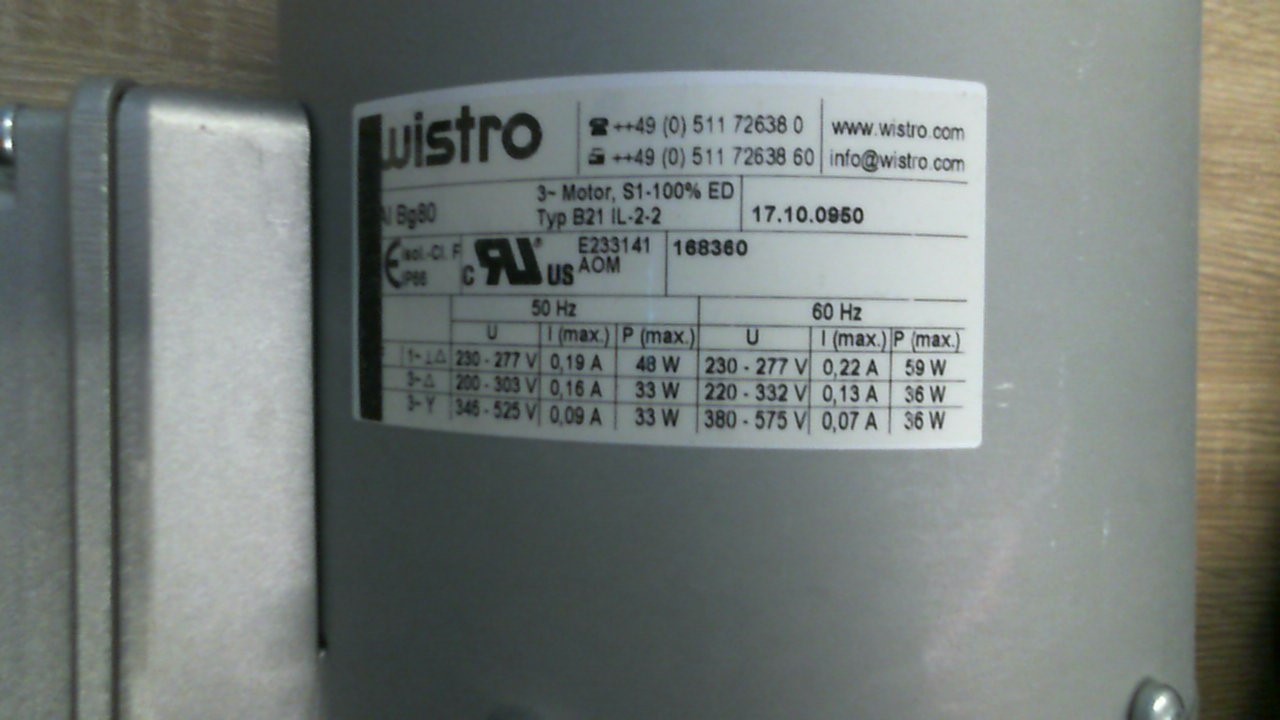 wistro
++49 (0) 511 72638 0
++49 (0) 511 72638 60
www.wistro.com
info@wistro.com
Bg80
3~ Motor, S1-100% ED
Typ B21 IL-2-2
17.10.0950
CE Isol.-Cl. F
IP66
C RU® US
E233141
AOM
168360
50 Hz 60 Hz
U I (max.) P (max.) U I (max.) P (max.)
1~ ⊥△ 230 - 277 V 0,19 A 48 W 230 - 277 V 0,22 A 59 W
3~ △ 200 - 303 V 0,16 A 33 W 220 - 332 V 0,13 A 36 W
3~ Y 346 - 525 V 0,09 A 33 W 380 - 575 V 0,07 A 36 W